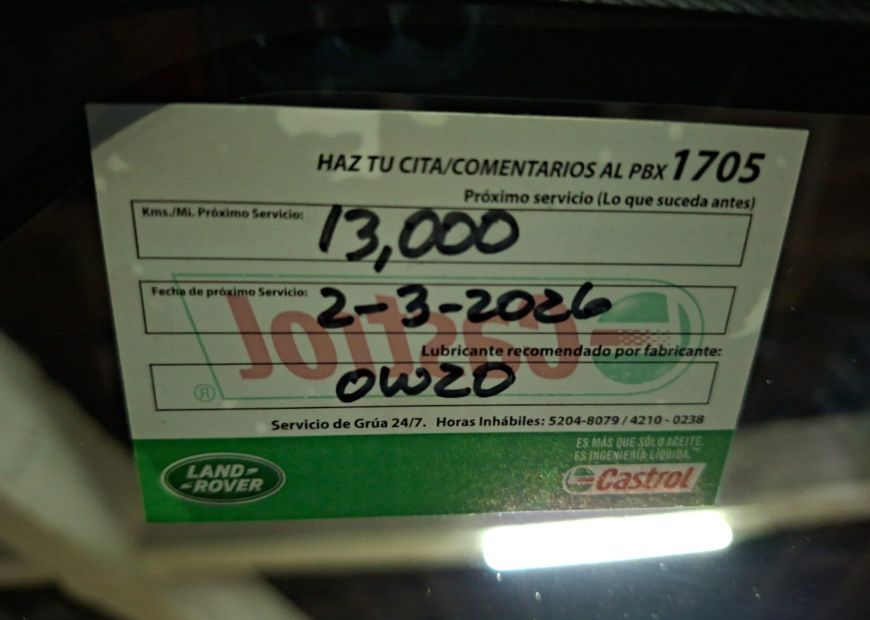 HAZ TU CITA/COMENTARIOS AL PBX 1705
Próximo servicio (Lo que suceda antes)
Kms./Mi. Próximo Servicio: 13,000
Fecha de próximo Servicio: 2-3-2026
Castrol
Lubricante recomendado por fabricante:
0W20
®
Servicio de Grúa 24/7. Horas Inhábiles: 5204-8079 / 4210 - 0238
ES MÁS QUE SÓLO ACEITE.
ES INGENIERÍA LÍQUIDA.™
LAND ROVER
Castrol